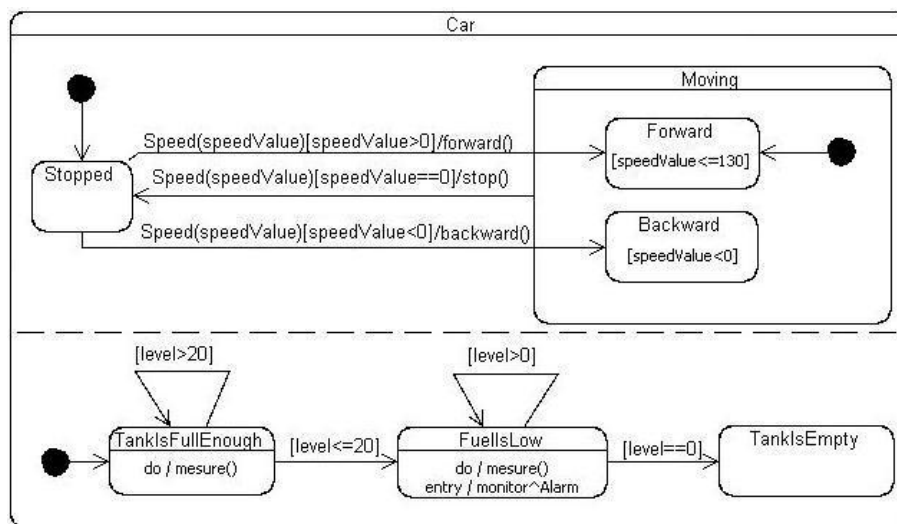 Car
Moving
Speed(speedValue)[speedValue>0]/forward()
Forward
[speedValue<=130]
Stopped
Speed(speedValue)[speedValue==0]/stop()
Speed(speedValue)[speedValue<0]/backward()
Backward
[speedValue<0]
[level>20]
[level>0]
TankIsFullEnough
do / mesure()
[level<=20]
FuelIsLow
do / mesure()
entry / monitor^Alarm
[level==0]
TankIsEmpty